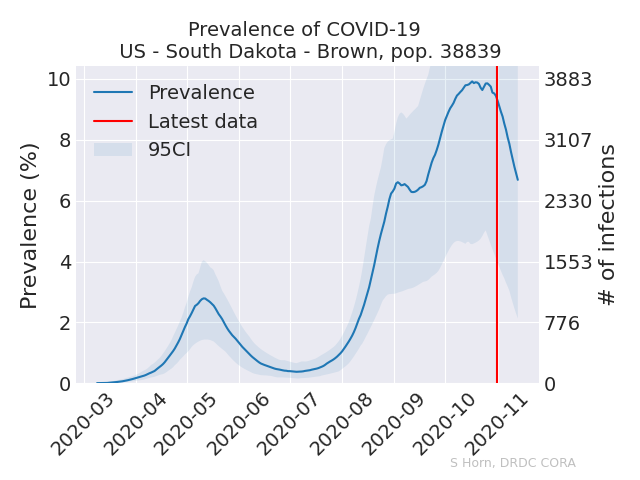 Prevalence of COVID-19
US - South Dakota - Brown, pop. 38839
Prevalence
Latest data
95CI
Prevalence (%)
10
8
6
4
2
0
3883
3107
2330
1553
776
0
# of infections
2020-03
2020-04
2020-05
2020-06
2020-07
2020-08
2020-09
2020-10
2020-11
S Horn, DRDC CORA